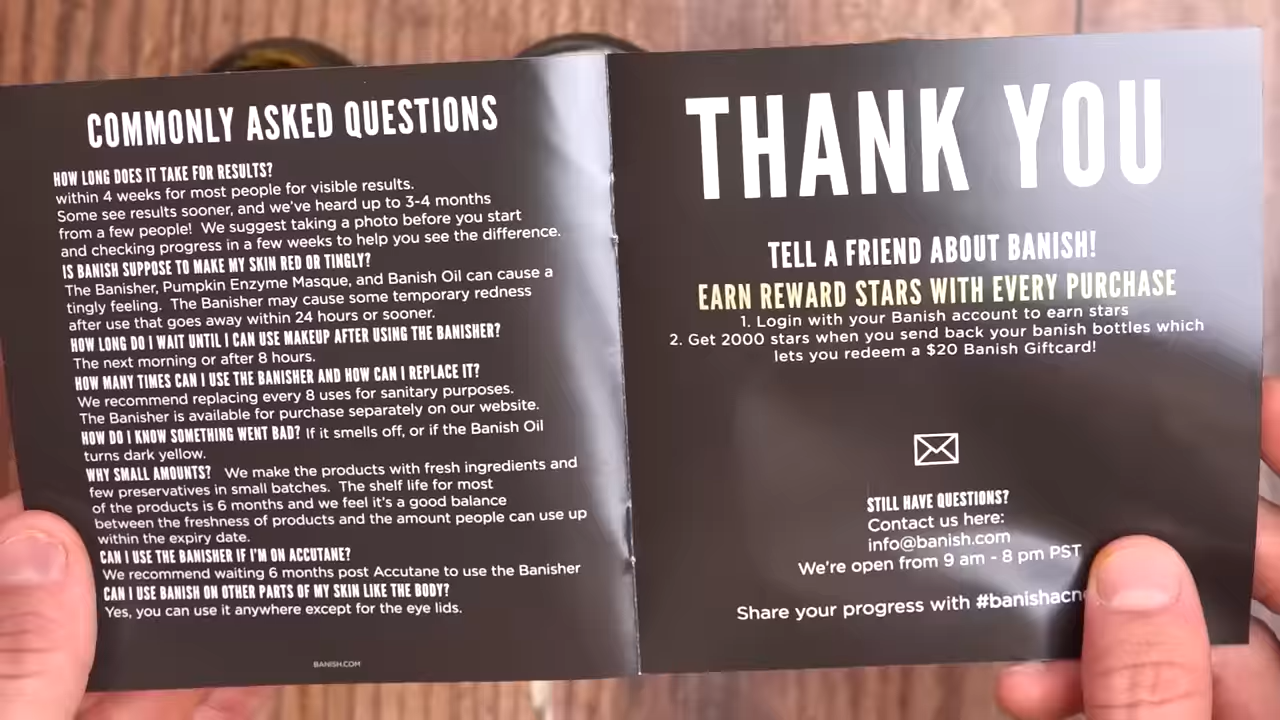 COMMONLY ASKED QUESTIONS
HOW LONG DOES IT TAKE FOR RESULTS?
within 4 weeks for most people for visible results.
Some see results sooner, and we've heard up to 3-4 months
from a few people! We suggest taking a photo before you start
and checking progress in a few weeks to help you see the difference.
IS BANISH SUPPOSE TO MAKE MY SKIN RED OR TINGLY?
The Banisher, Pumpkin Enzyme Masque, and Banish Oil can cause a
tingly feeling. The Banisher may cause some temporary redness
after use that goes away within 24 hours or sooner.
HOW LONG DO I WAIT UNTIL I CAN USE MAKEUP AFTER USING THE BANISHER?
The next morning or after 8 hours.
HOW MANY TIMES CAN I USE THE BANISHER AND HOW CAN I REPLACE IT?
We recommend replacing every 8 uses for sanitary purposes.
The Banisher is available for purchase separately on our website.
HOW DO I KNOW SOMETHING WENT BAD? If it smells off, or if the Banish Oil
turns dark yellow.
WHY SMALL AMOUNTS? We make the products with fresh ingredients and
few preservatives in small batches. The shelf life for most
of the products is 6 months and we feel it's a good balance
between the freshness of products and the amount people can use up
within the expiry date.
CAN I USE THE BANISHER IF I'M ON ACCUTANE?
We recommend waiting 6 months post Accutane to use the Banisher
CAN I USE BANISH ON OTHER PARTS OF MY SKIN LIKE THE BODY?
Yes, you can use it anywhere except for the eye lids.
BANISH.COM
THANK YOU
TELL A FRIEND ABOUT BANISH!
EARN REWARD STARS WITH EVERY PURCHASE
1. Login with your Banish account to earn stars
2. Get 2000 stars when you send back your banish bottles which
lets you redeem a $20 Banish Giftcard!
STILL HAVE QUESTIONS?
Contact us here:
info@banish.com
We're open from 9 am - 8 pm PST
Share your progress with #banishacn